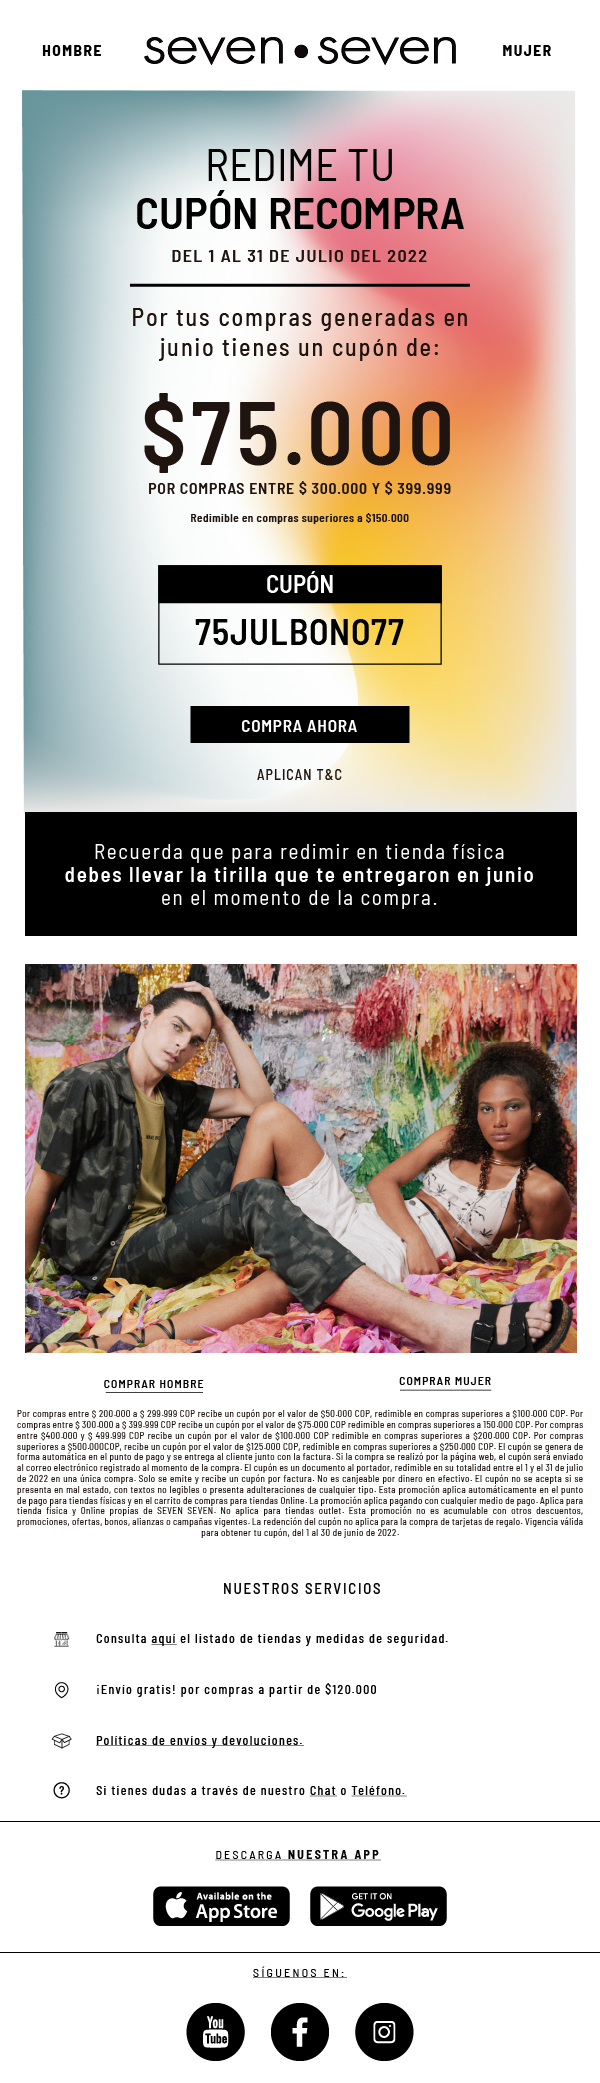 HOMBRE
seven•seven
MUJER
REDIME TU
CUPÓN RECOMPRA
DEL 1 AL 31 DE JULIO DEL 2022
Por tus compras generadas en
junio tienes un cupón de:
$75.000
POR COMPRAS ENTRE $ 300.000 Y $ 399.999
Redimible en compras superiores a $150.000
CUPÓN
75JULBONO77
COMPRA AHORA
APLICAN T&C
Recuerda que para redimir en tienda física
debes llevar la tirilla que te entregaron en junio
en el momento de la compra.
COMPRAR HOMBRE
COMPRAR MUJER
Por compras entre $ 200.000 a $ 299.999 COP recibe un cupón por el valor de $50.000 COP, redimible en compras superiores a $100.000 COP. Por
compras entre $ 300.000 a $ 399.999 COP recibe un cupón por el valor de $75.000 COP redimible en compras superiores a 150.000 COP. Por compras
entre $400.000 y $ 499.999 COP recibe un cupón por el valor de $100.000 COP redimible en compras superiores a $200.000 COP. Por compras
superiores a $500.000COP, recibe un cupón por el valor de $125.000 COP, redimible en compras superiores a $250.000 COP. El cupón se genera de
forma automática en el punto de pago y se entrega al cliente junto con la factura. Si la compra se realizó por la página web, el cupón será enviado
al correo electrónico registrado al momento de la compra. El cupón es un documento al portador, redimible en su totalidad entre el 1 y el 31 de julio
de 2022 en una única compra. Solo se emite y recibe un cupón por factura. No es canjeable por dinero en efectivo. El cupón no se acepta si se
presenta en mal estado, con textos no legibles o presenta adulteraciones de cualquier tipo. Esta promoción aplica automáticamente en el punto
de pago para tiendas físicas y en el carrito de compras para tiendas Online. La promoción aplica pagando con cualquier medio de pago. Aplica para
tienda física y Online propias de SEVEN SEVEN. No aplica para tiendas outlet. Esta promoción no es acumulable con otros descuentos,
promociones, ofertas, bonos, alianzas o campañas vigentes. La redención del cupón no aplica para la compra de tarjetas de regalo. Vigencia válida
para obtener tu cupón, del 1 al 30 de junio de 2022.
NUESTROS SERVICIOS
Consulta aquí el listado de tiendas y medidas de seguridad.
¡Envío gratis! por compras a partir de $120.000
Políticas de envíos y devoluciones.
Si tienes dudas a través de nuestro Chat o Teléfono.
DESCARGA NUESTRA APP
Available on the
App Store
GET IT ON
Google Play
SÍGUENOS EN:
You
Tube